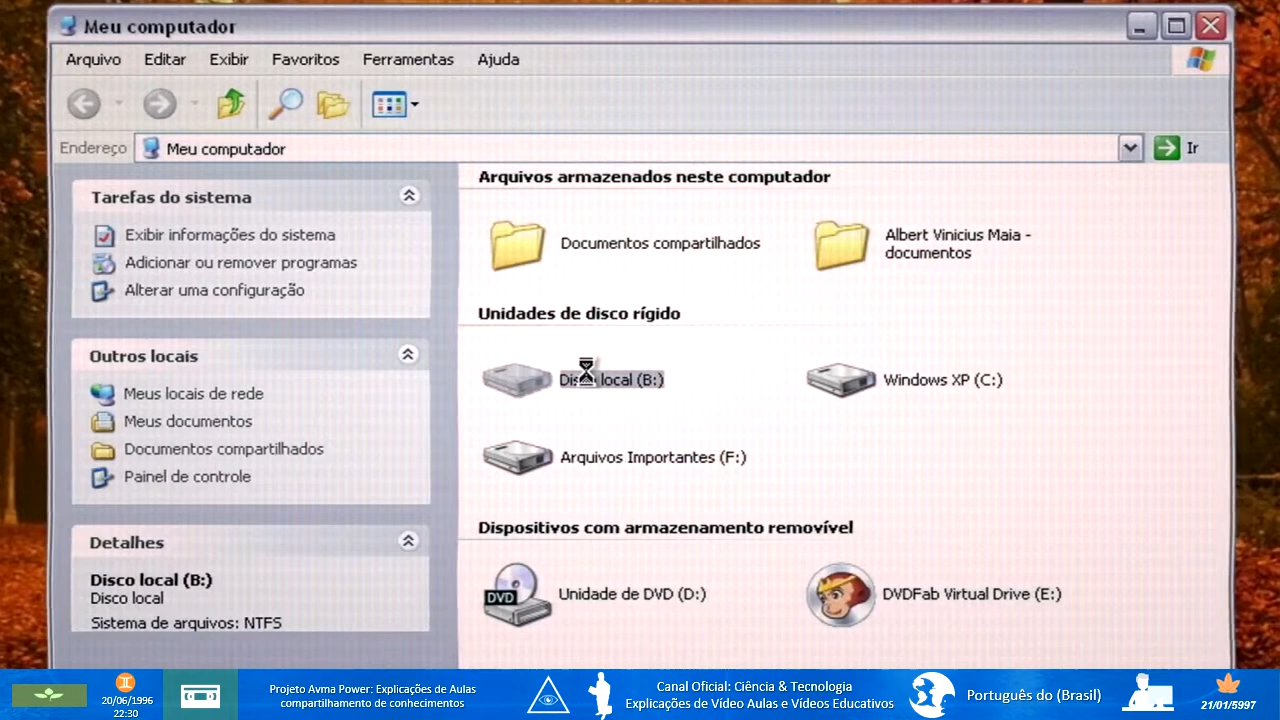 Meu computador
Arquivo Editar Exibir Favoritos Ferramentas Ajuda
Endereço Meu computador Ir
Tarefas do sistema
Exibir informações do sistema
Adicionar ou remover programas
Alterar uma configuração
Outros locais
Meus locais de rede
Meus documentos
Documentos compartilhados
Painel de controle
Detalhes
Disco local (B:)
Disco local
Sistema de arquivos: NTFS
Arquivos armazenados neste computador
Documentos compartilhados
Albert Vinicius Maia -
documentos
Unidades de disco rígido
Disco local (B:)
Windows XP (C:)
Arquivos Importantes (F:)
Dispositivos com armazenamento removível
DVD
Unidade de DVD (D:)
DVDFab Virtual Drive (E:)
20/06/1996
22:30
Projeto Avma Power: Explicações de Aulas
compartilhamento de conhecimentos
Canal Oficial: Ciência & Tecnologia
Explicações de Vídeo Aulas e Vídeos Educativos
Português do (Brasil)
21/01/5997